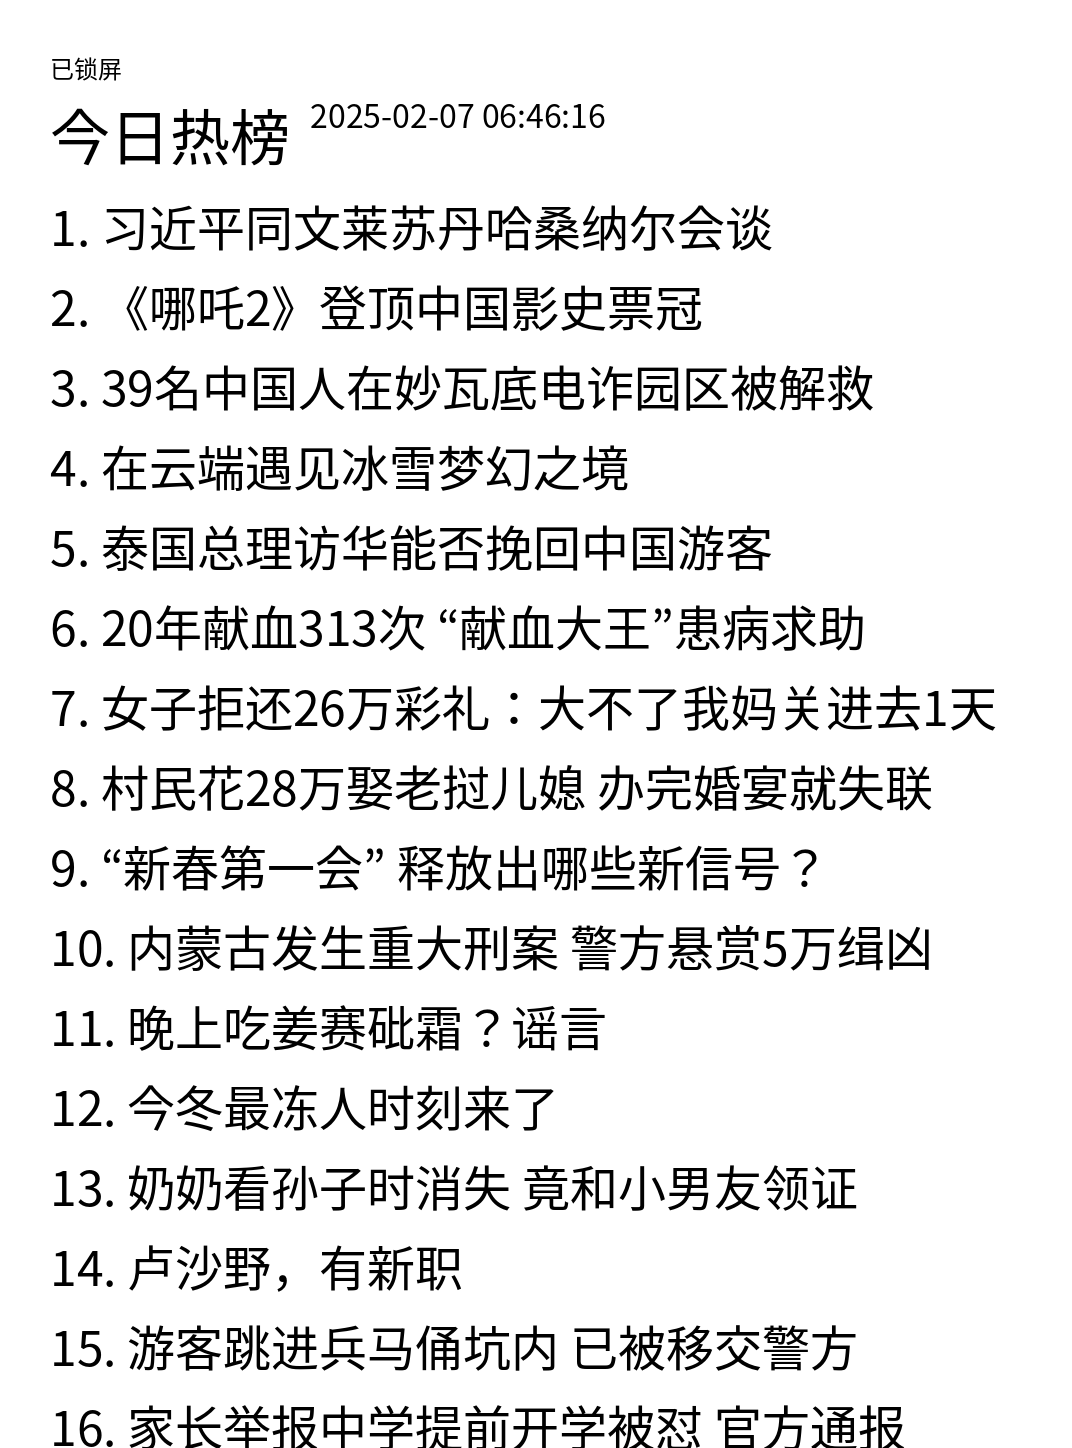 已锁屏
今日热榜 2025-02-07 06:46:16
1. 习近平同文莱苏丹哈桑纳尔会谈
2. 《哪吒2》登顶中国影史票冠
3. 39名中国人在妙瓦底电诈园区被解救
4. 在云端遇见冰雪梦幻之境
5. 泰国总理访华能否挽回中国游客
6. 20年献血313次 “献血大王”患病求助
7. 女子拒还26万彩礼：大不了我妈关进去1天
8. 村民花28万娶老挝儿媳 办完婚宴就失联
9. “新春第一会” 释放出哪些新信号？
10. 内蒙古发生重大刑案 警方悬赏5万缉凶
11. 晚上吃姜赛砒霜？谣言
12. 今冬最冻人时刻来了
13. 奶奶看孙子时消失 竟和小男友领证
14. 卢沙野，有新职
15. 游客跳进兵马俑坑内 已被移交警方
16. 家长举报中学提前开学被怼 官方通报